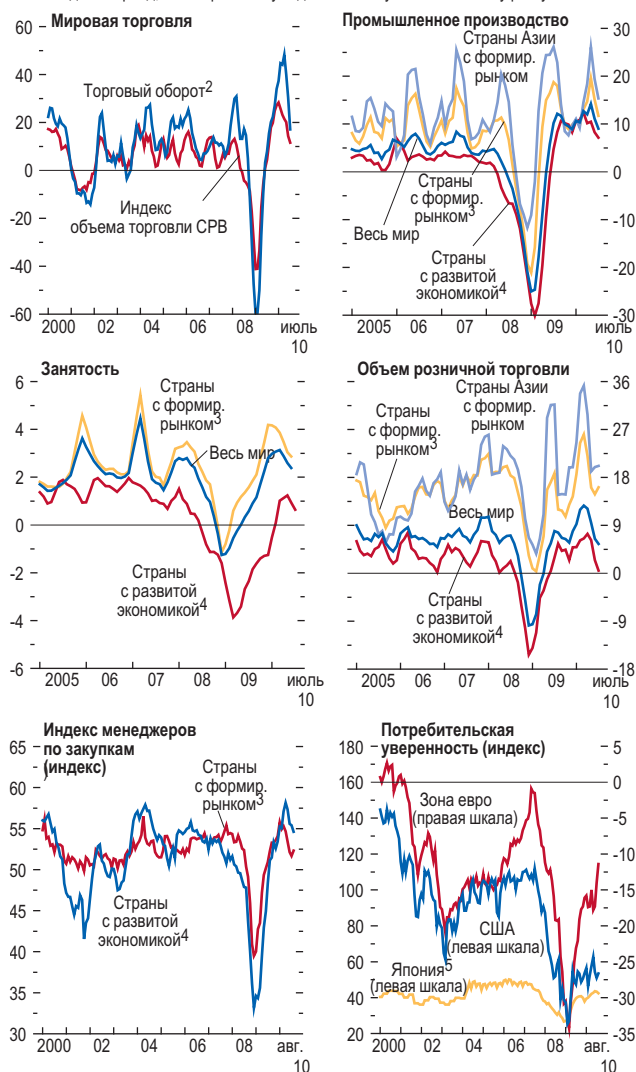 Мировая торговля
60
40
20
0
-20
-40
-60
Торговый оборот2
Индекс
объема торговли CPB
2000 02 04 06 08 июль
10
Промышленное производство
30
20
10
0
-10
-20
-30
Страны Азии
с формир.
рынком
Страны
с формир.
рынком3
Весь мир
Страны
с развитой
экономикой4
2005 06 07 08 09 июль
10
Занятость
6
4
2
0
-2
-4
-6
Страны
с формир.
рынком3
Весь мир
Страны
с развитой
экономикой4
2005 06 07 08 09 июль
10
Объем розничной торговли
36
27
18
9
0
-9
-18
Страны Азии
с формир.
рынком
Страны
с формир.
рынком3
Весь мир
Страны
с развитой
экономикой4
2005 06 07 08 09 июль
10
Индекс менеджеров
по закупкам
(индекс)
65
60
55
50
45
40
35
30
Страны
с формир.
рынком3
Страны
с развитой
экономикой4
2000 02 04 06 08 авг.
10
Потребительская
уверенность (индекс)
180
160
140
120
100
80
60
40
20
5
0
-5
-10
-15
-20
-25
-30
-35
Зона евро
(правая шкала)
США
(левая шкала)
Япония5
(левая шкала)
2000 02 04 06 08 авг.
10